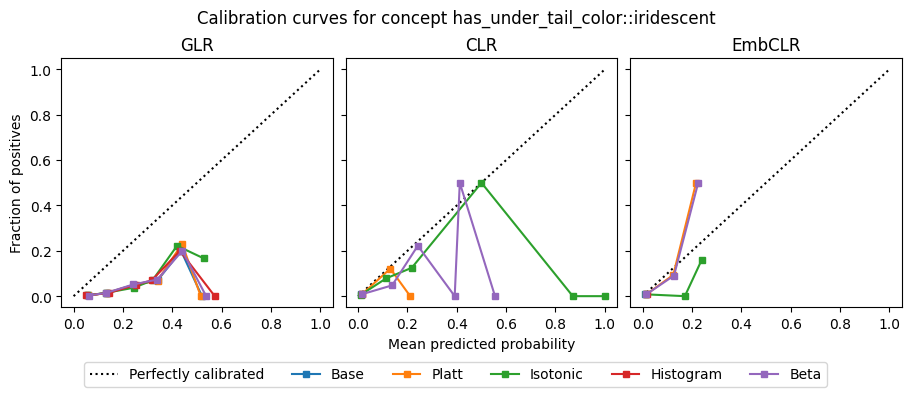 Calibration curves for concept has_under_tail_color::iridescent
GLR
CLR
EmbCLR
Fraction of positives
1.0
0.8
0.6
0.4
0.2
0.0
0.0 0.2 0.4 0.6 0.8 1.0
0.0 0.2 0.4 0.6 0.8 1.0
0.0 0.2 0.4 0.6 0.8 1.0
Mean predicted probability
Perfectly calibrated Base Platt Isotonic Histogram Beta